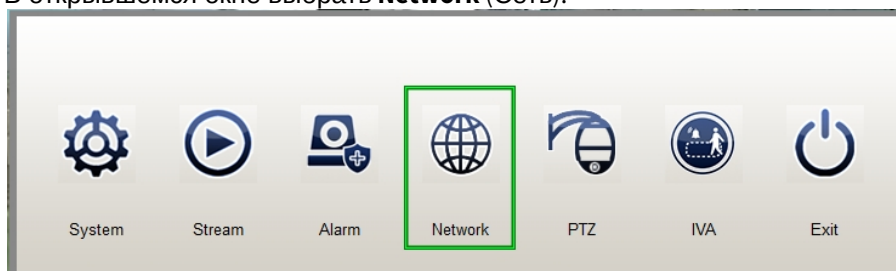 В открывшемся окне выбрать Network (Сеть).
System Stream Alarm Network PTZ IVA Exit